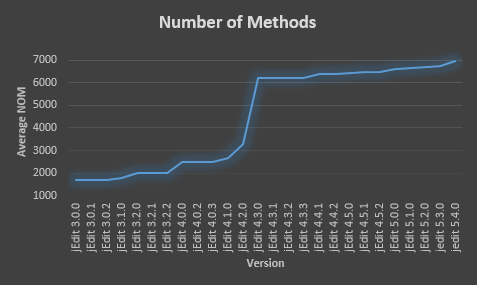 Number of Methods
7000
6000
5000
4000
3000
2000
1000
Average NOM
jEdit 3.0.0
jEdit 3.0.1
jEdit 3.0.2
jEdit 3.1.0
jEdit 3.2.0
jEdit 3.2.1
jEdit 3.2.2
jEdit 4.0.0
jEdit 4.0.2
jEdit 4.0.3
jEdit 4.1.0
jEdit 4.2.0
jEdit 4.3.0
jEdit 4.3.1
jEdit 4.3.2
jEdit 4.3.3
jEdit 4.4.1
jEdit 4.4.2
jEdit 4.5.0
jEdit 4.5.1
jEdit 4.5.2
jEdit 5.0.0
jEdit 5.1.0
jEdit 5.2.0
jEdit 5.3.0
jedit 5.4.0
Version